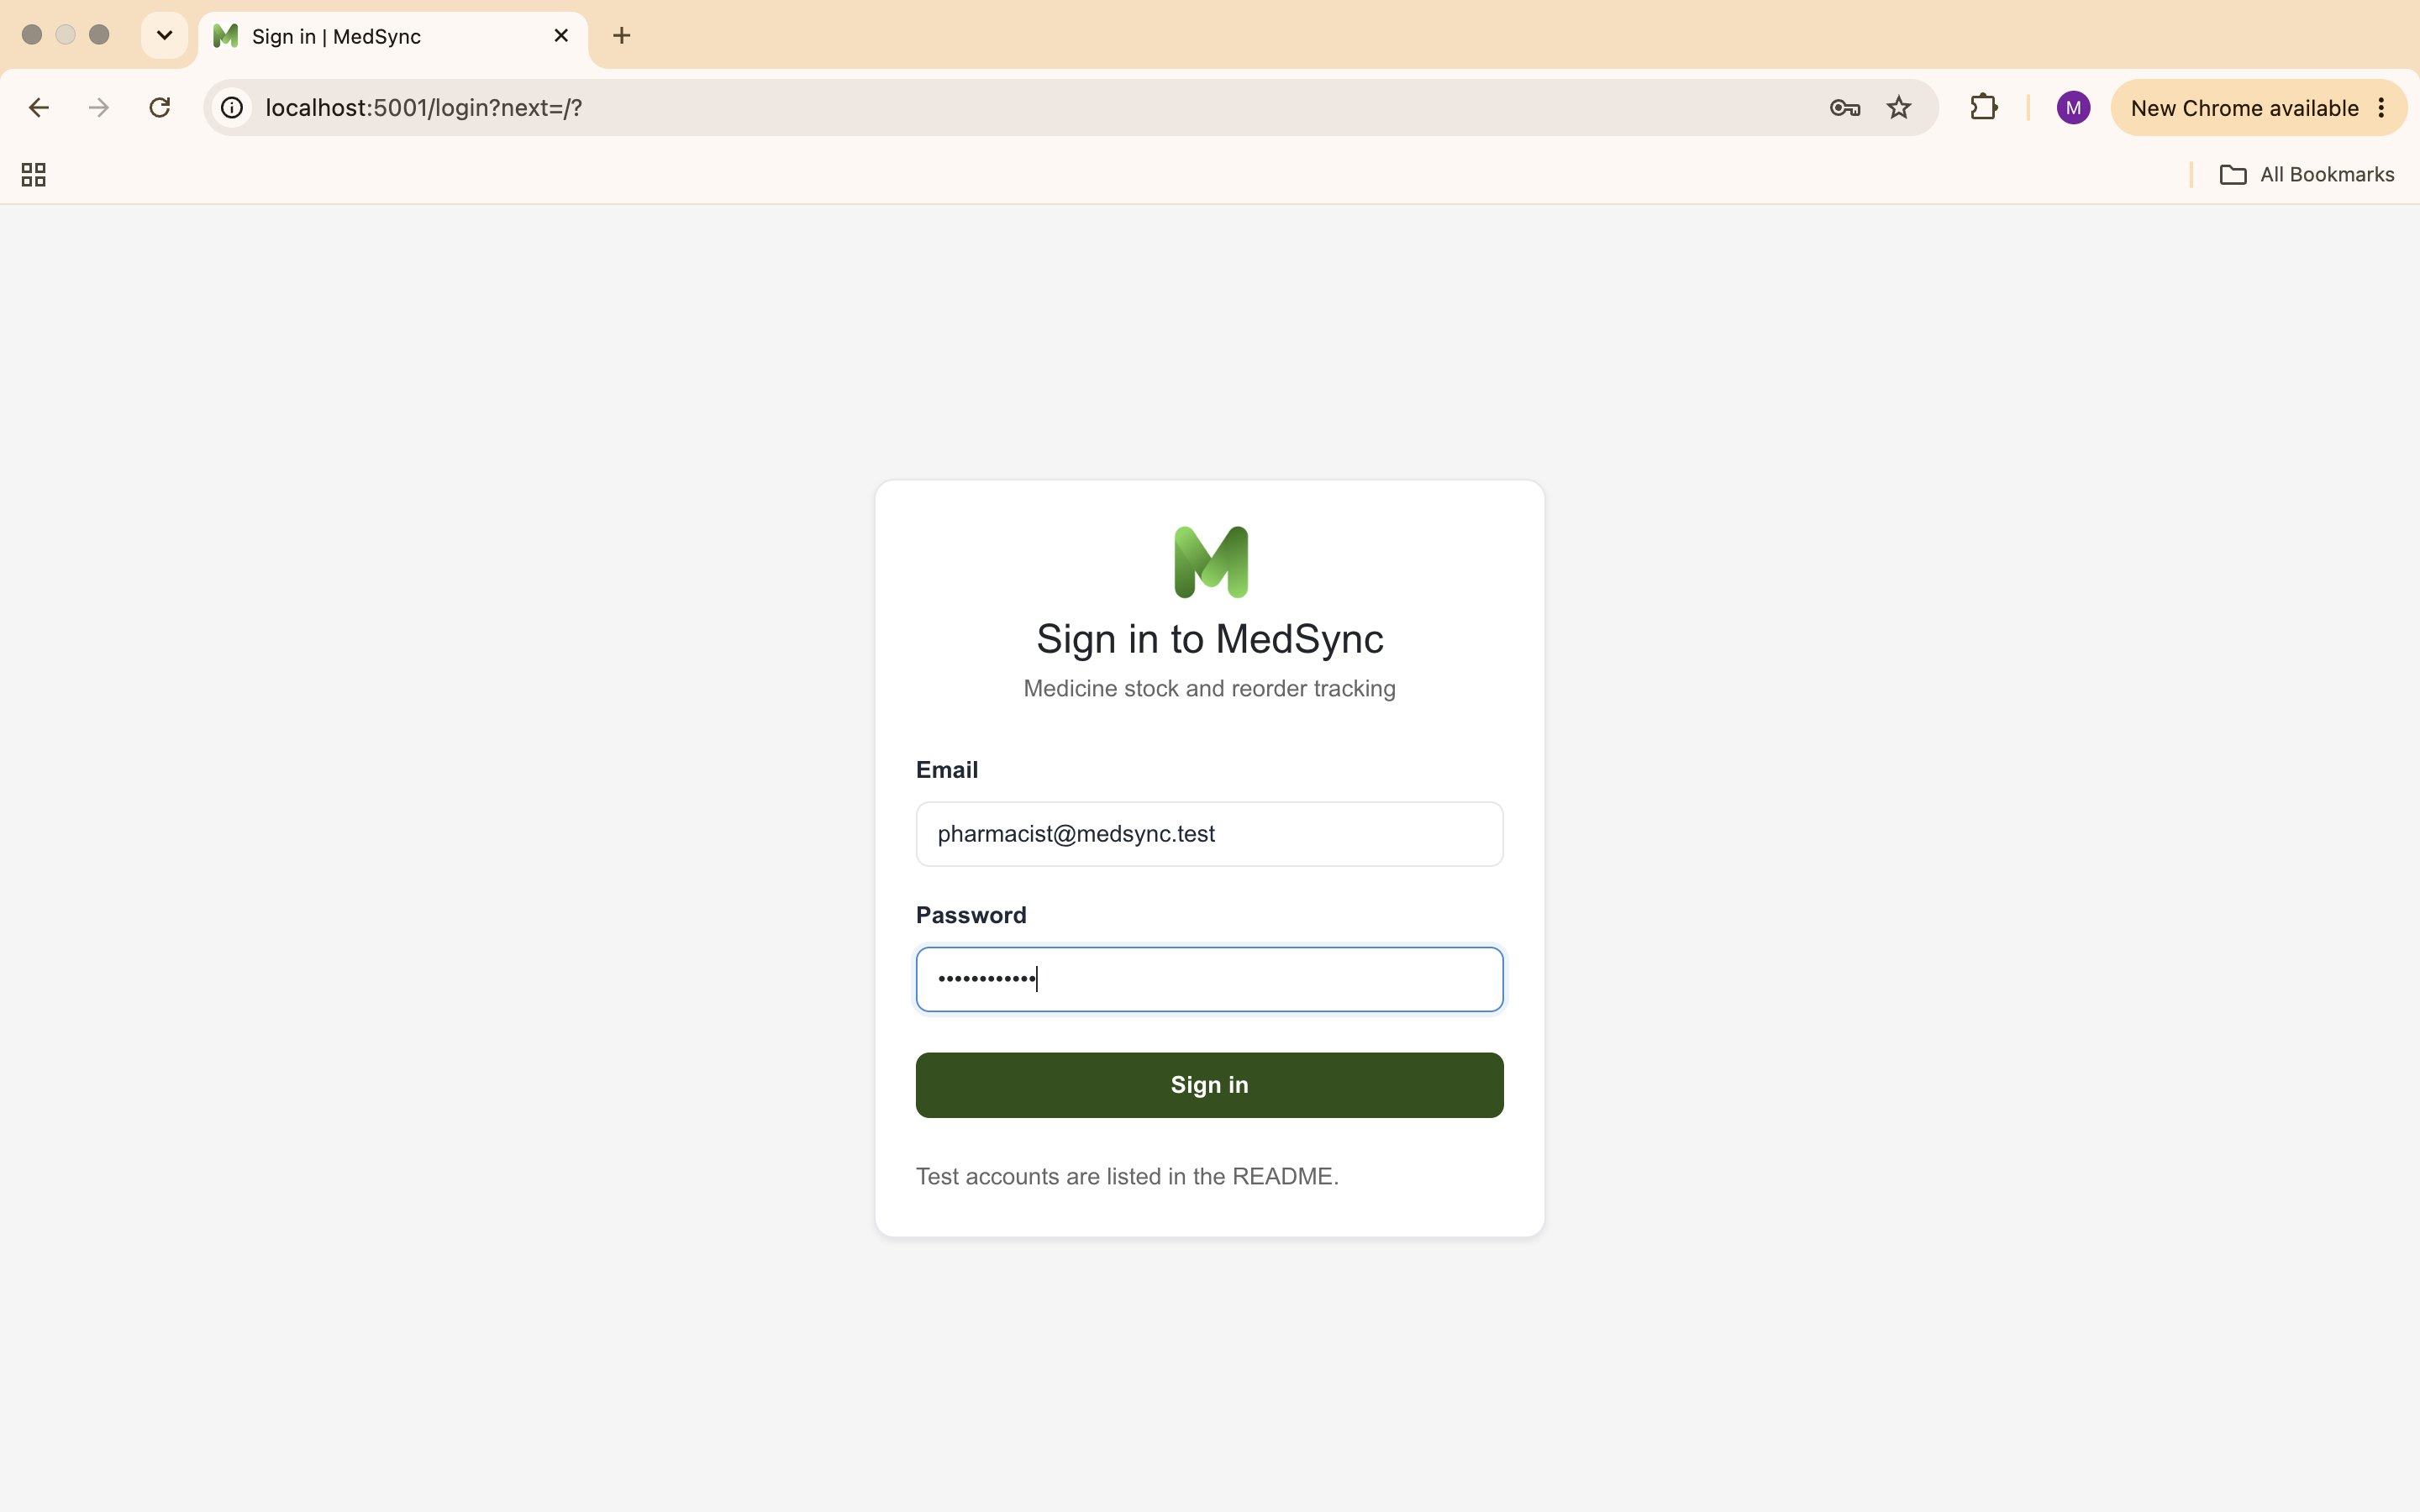 Sign in | MedSync
localhost:5001/login?next=/?
M
New Chrome available
All Bookmarks
Sign in to MedSync
Medicine stock and reorder tracking
Email
pharmacist@medsync.test
Password
••••••••••••
Sign in
Test accounts are listed in the README.